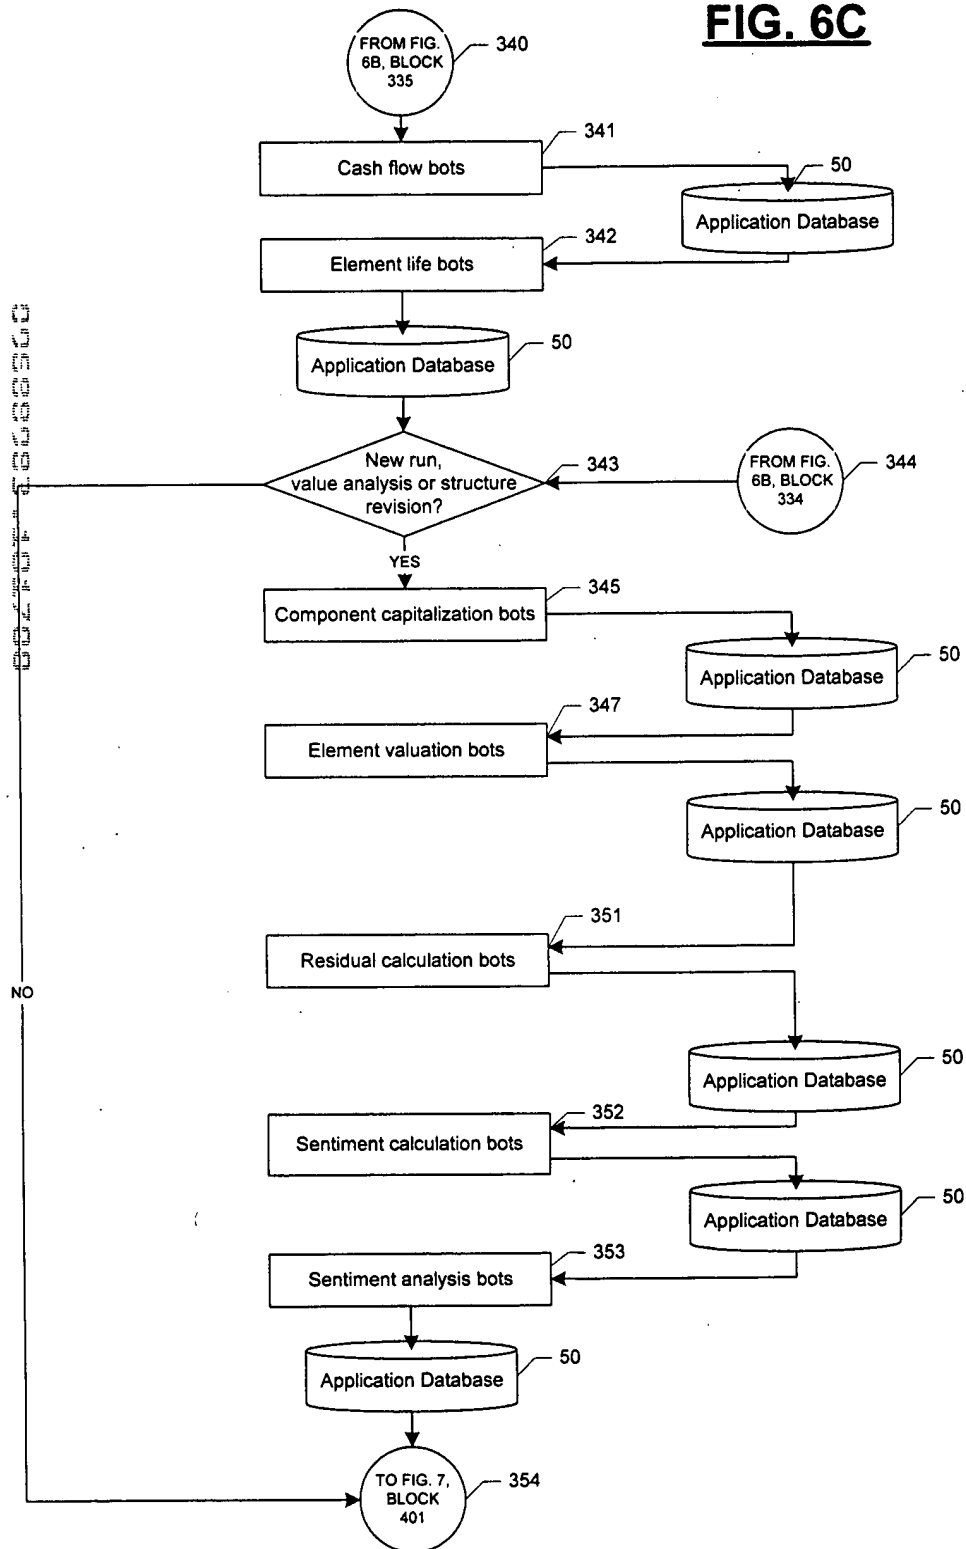 FIG. 6C
FROM FIG.
6B, BLOCK
335
340
341
Cash flow bots
50
Application Database
342
Element life bots
50
Application Database
New run,
value analysis or structure
revision?
343
FROM FIG.
6B, BLOCK
334
344
YES
345
Component capitalization bots
50
Application Database
347
Element valuation bots
50
Application Database
351
Residual calculation bots
NO
50
Application Database
352
Sentiment calculation bots
50
Application Database
353
Sentiment analysis bots
50
Application Database
TO FIG. 7,
BLOCK
401
354